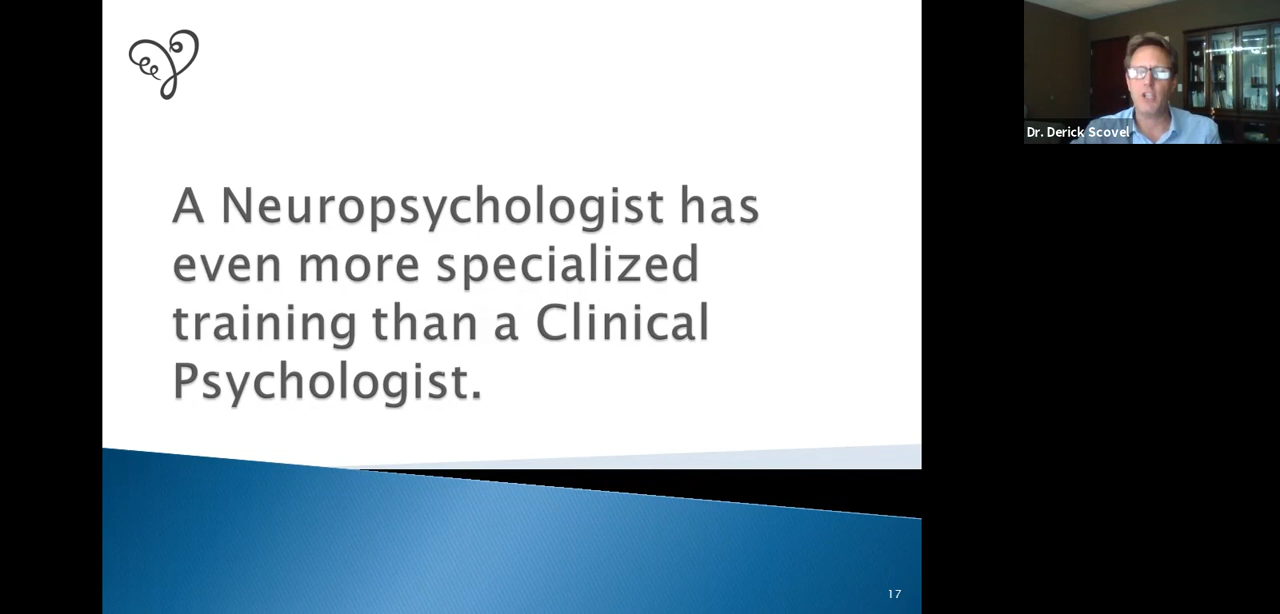 A Neuropsychologist has
even more specialized
training than a Clinical
Psychologist.
17
Dr. Derick Scovel